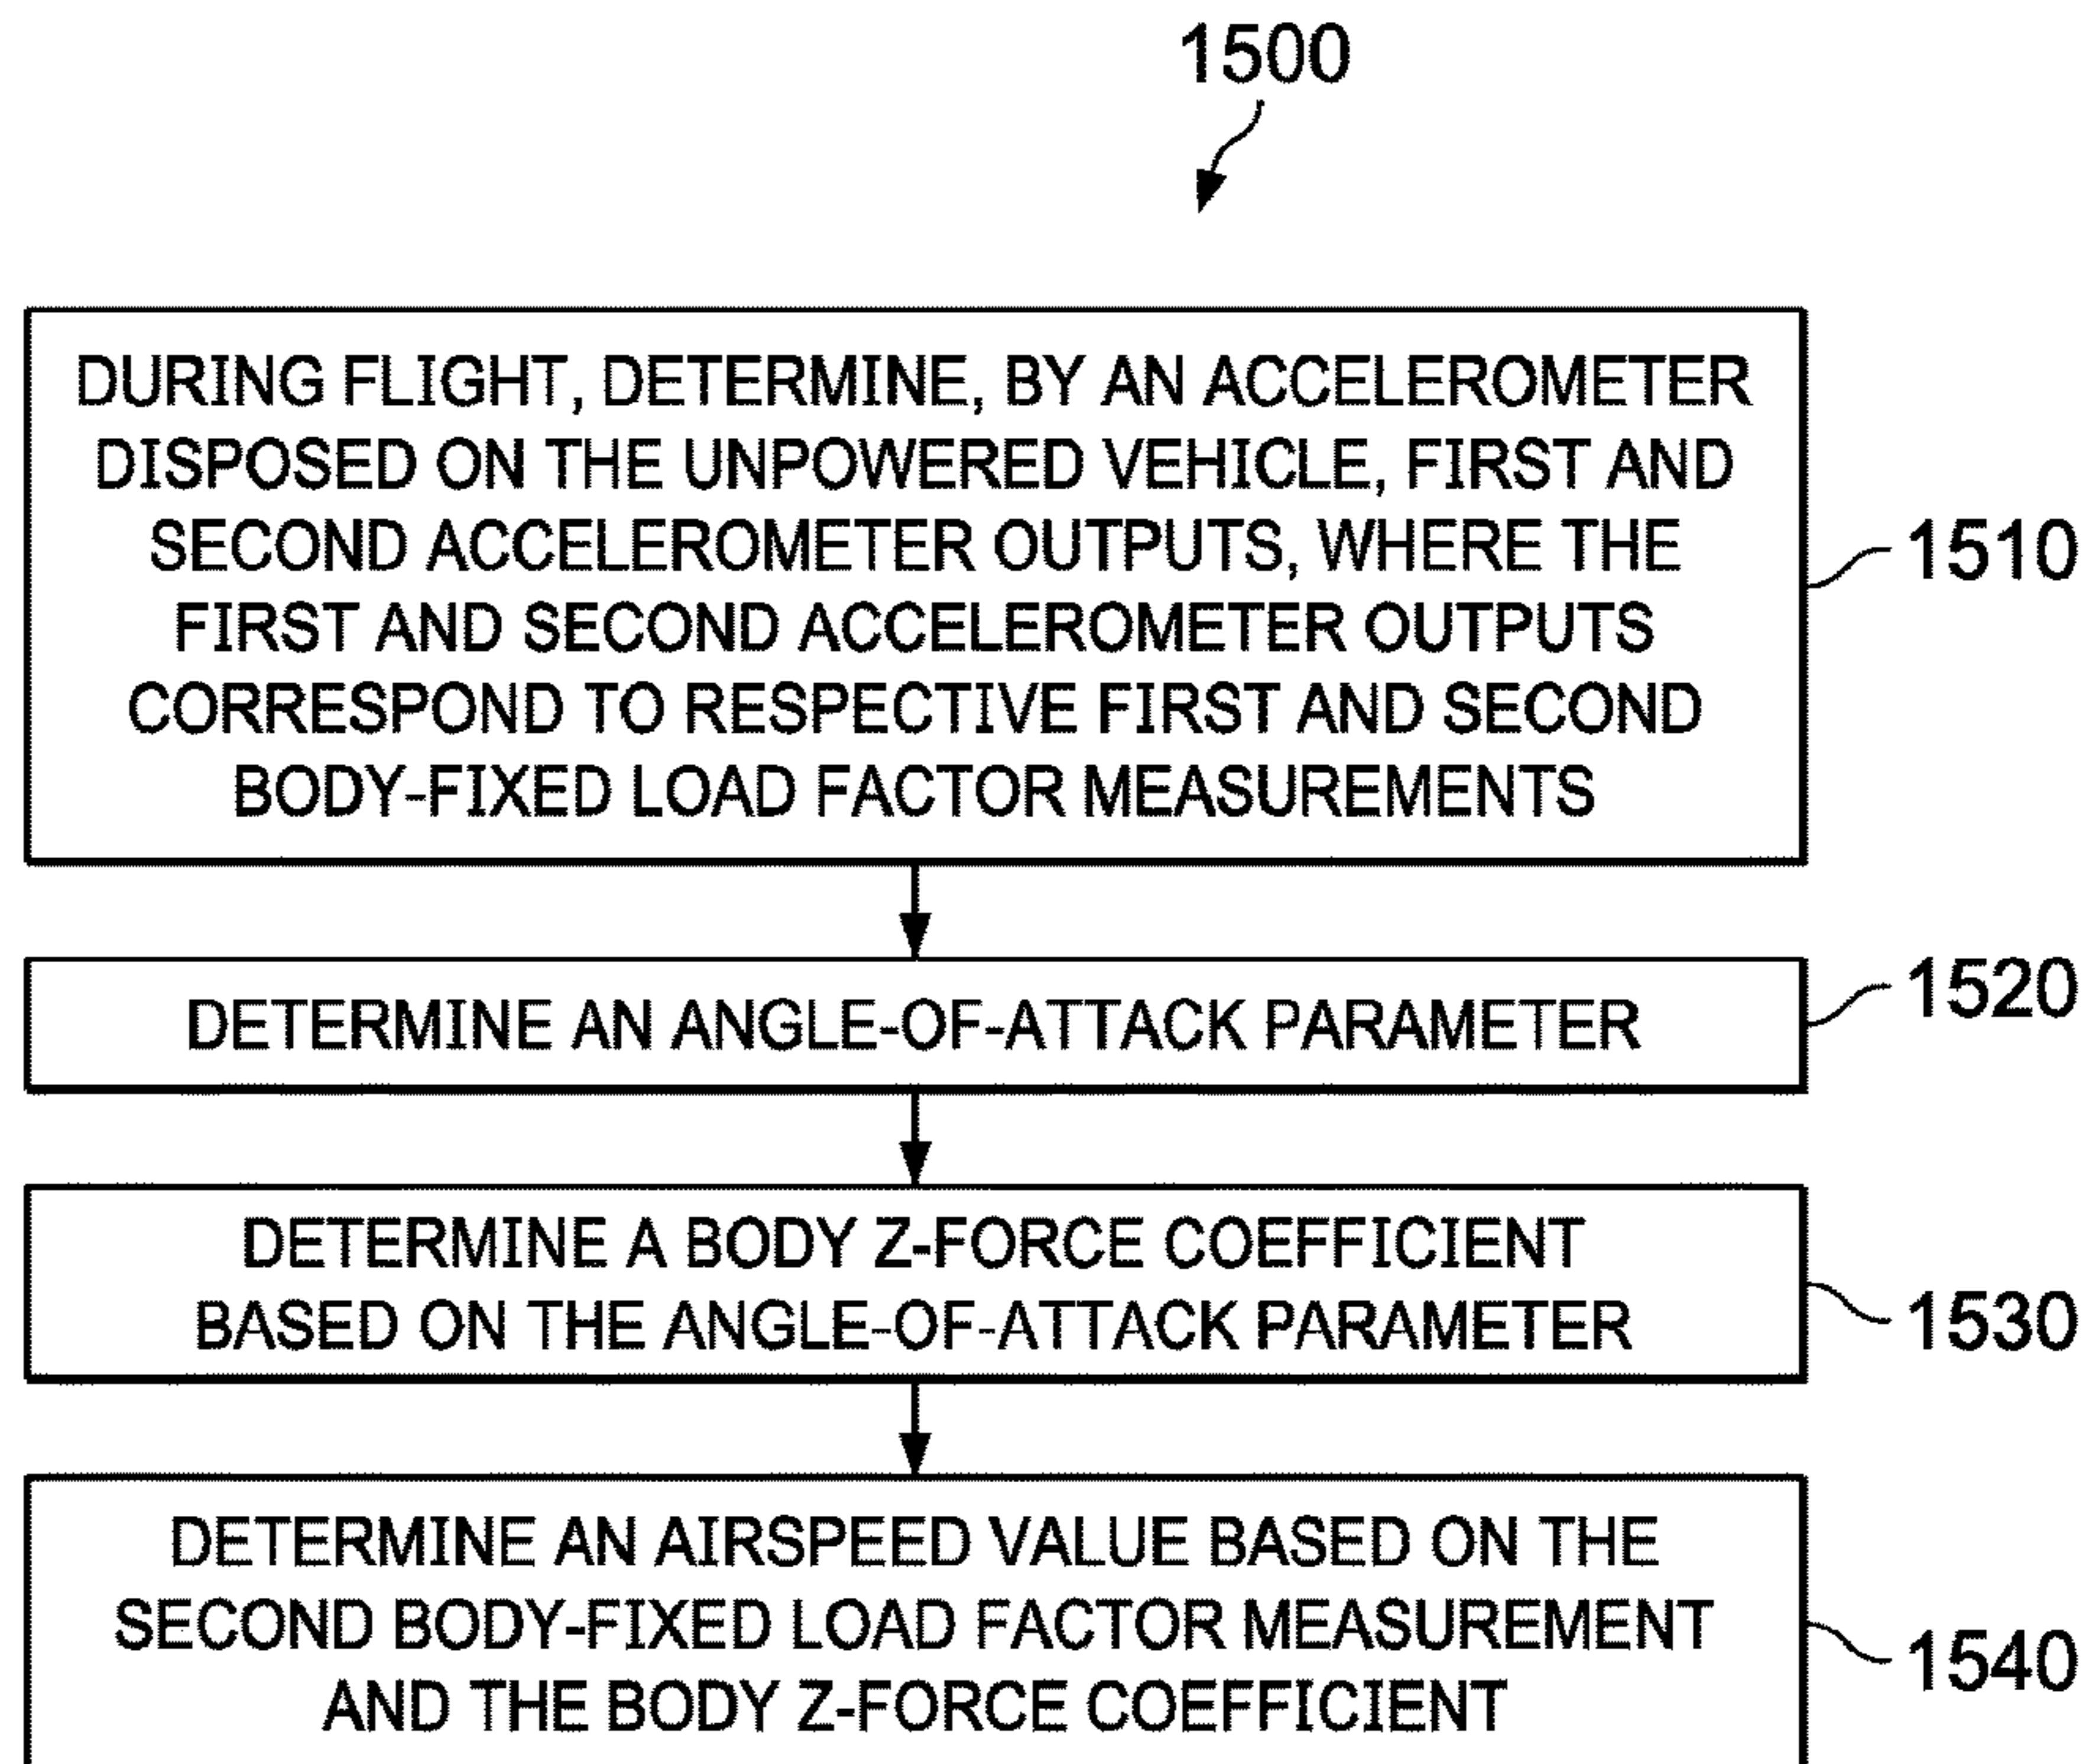 1500
DURING FLIGHT, DETERMINE, BY AN ACCELEROMETER
DISPOSED ON THE UNPOWERED VEHICLE, FIRST AND
SECOND ACCELEROMETER OUTPUTS, WHERE THE
FIRST AND SECOND ACCELEROMETER OUTPUTS
CORRESPOND TO RESPECTIVE FIRST AND SECOND
BODY-FIXED LOAD FACTOR MEASUREMENTS
1510
DETERMINE AN ANGLE-OF-ATTACK PARAMETER
1520
DETERMINE A BODY Z-FORCE COEFFICIENT
BASED ON THE ANGLE-OF-ATTACK PARAMETER
1530
DETERMINE AN AIRSPEED VALUE BASED ON THE
SECOND BODY-FIXED LOAD FACTOR MEASUREMENT
AND THE BODY Z-FORCE COEFFICIENT
1540